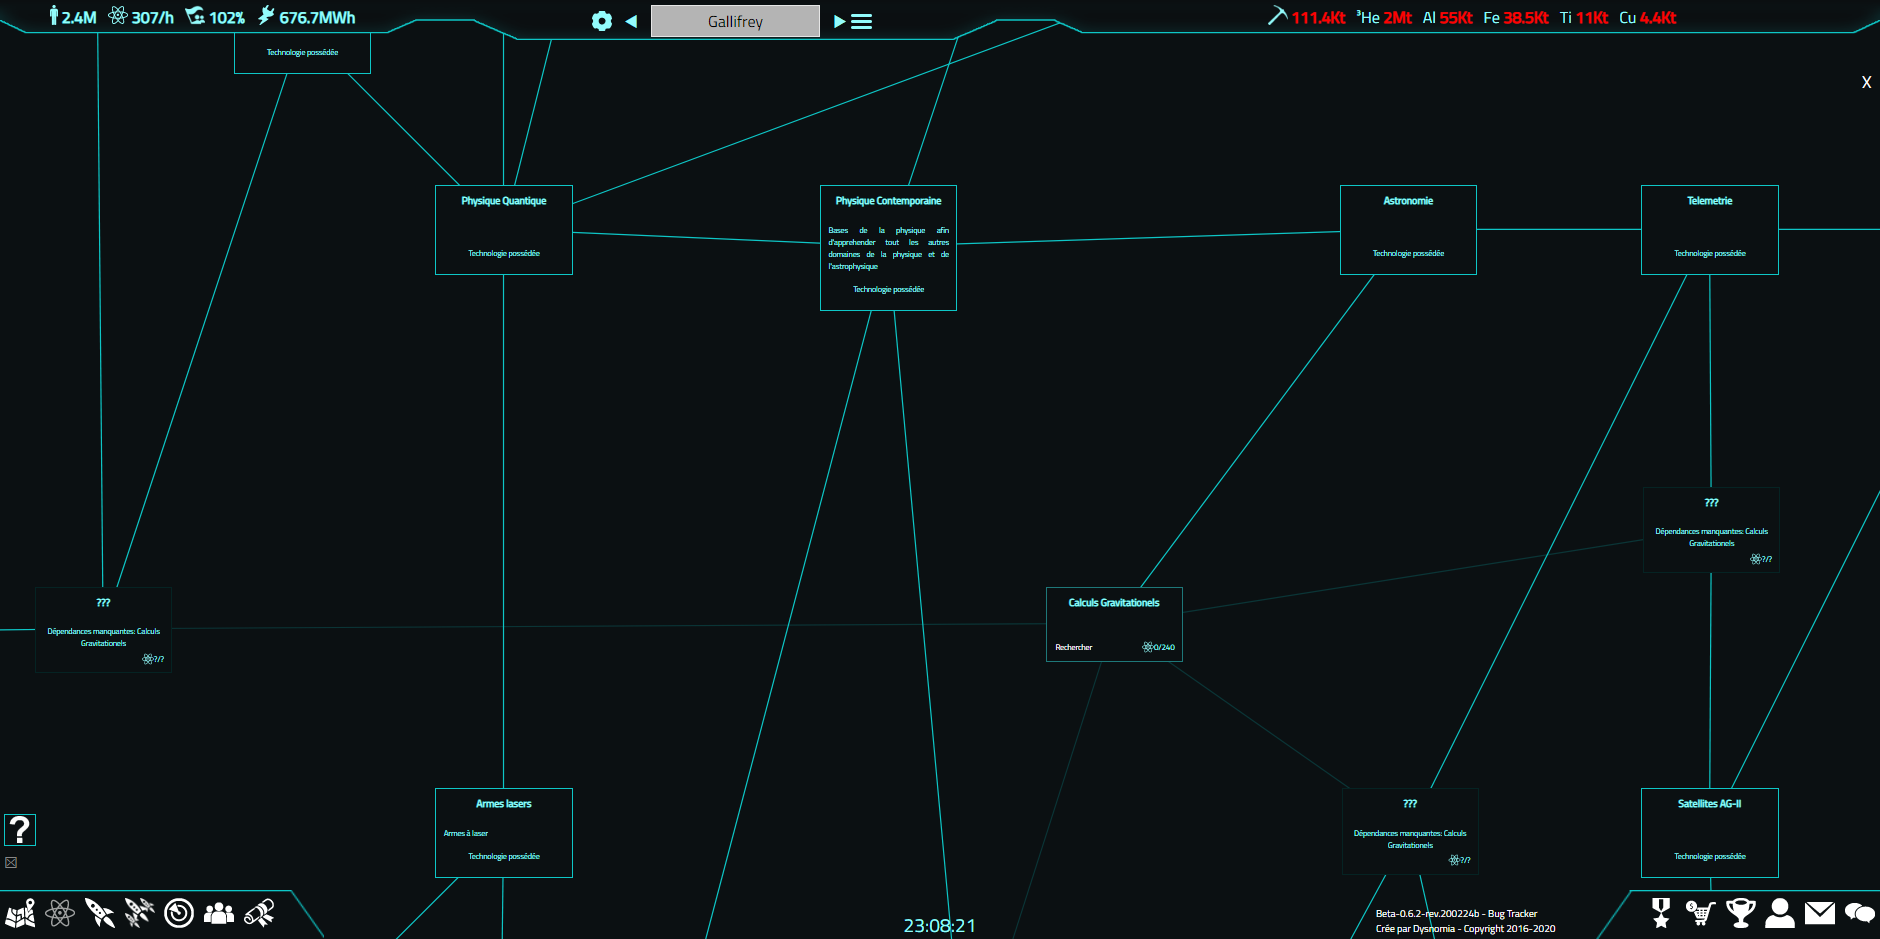 2.4M 307/h 102% 676.7MWh
Gallifrey
111.4Kt ³He 2Mt Al 55Kt Fe 38.5Kt Ti 11Kt Cu 4.4Kt
Technologie possédée
X
Physique Quantique
Technologie possédée
Physique Contemporaine
Bases de la physique afin
d'apprehender tout les autres
domaines de la physique et de
l'astrophysique
Technologie possédée
Astronomie
Technologie possédée
Telemetrie
Technologie possédée
???
Dépendances manquantes: Calculs
Gravitationels
?/?
???
Dépendances manquantes: Calculs
Gravitationels
?/?
Calculs Gravitationels
Rechercher 0/240
Armes lasers
Armes à laser
Technologie possédée
???
Dépendances manquantes: Calculs
Gravitationels
?/?
Satellites AG-II
Technologie possédée
?
23:08:21
Beta-0.6.2-rev.200224b - Bug Tracker
Crée par Dysnomia - Copyright 2016-2020